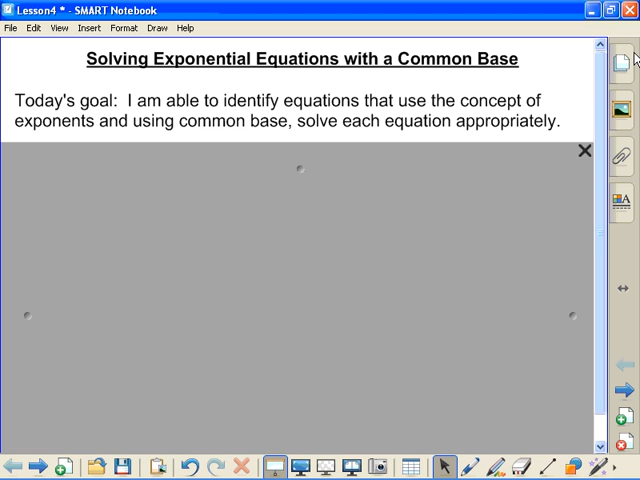 Lesson4 * - SMART Notebook
File Edit View Insert Format Draw Help
Solving Exponential Equations with a Common Base
Today's goal: I am able to identify equations that use the concept of
exponents and using common base, solve each equation appropriately.